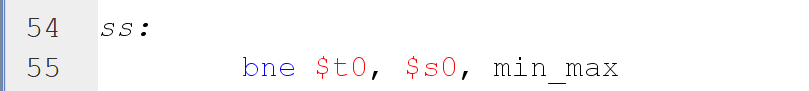 54 ss:
55 bne $t0, $s0, min_max